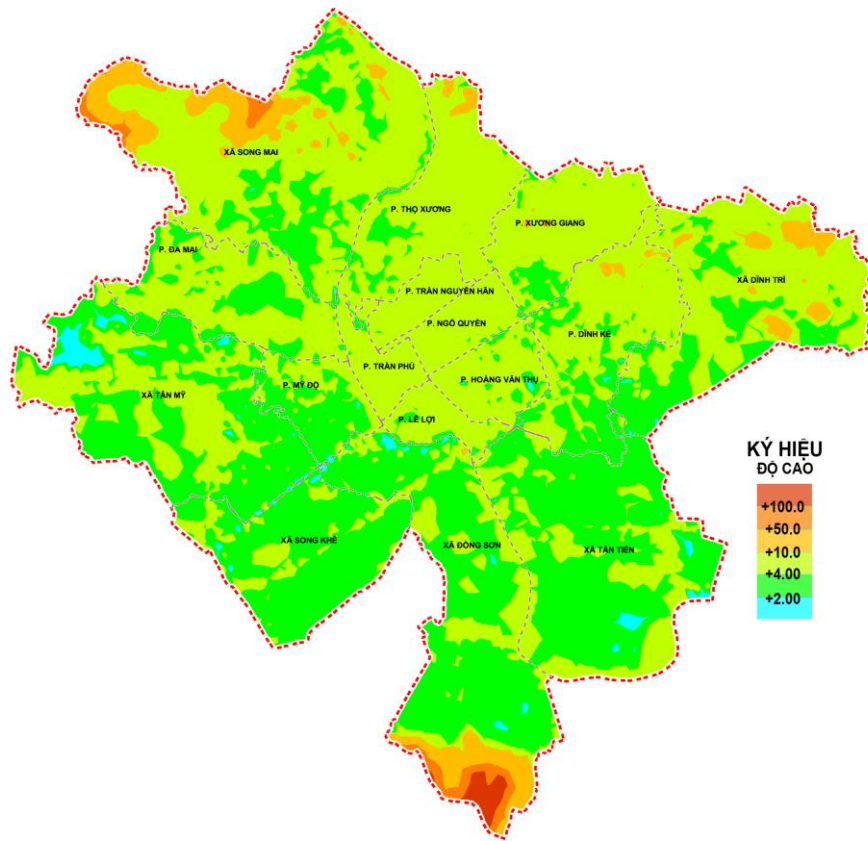 XÃ SONG MAI
P. THỌ XƯƠNG
P. XƯƠNG GIANG
P. ĐA MAI
XÃ DĨNH TRÌ
P. TRẦN NGUYÊN HÃN
P. NGÔ QUYỀN
P. DĨNH KẾ
P. TRẦN PHÚ
P. HOÀNG VĂN THỤ
P. MỸ ĐỘ
XÃ TÂN MỸ
P. LÊ LỢI
KÝ HIỆU
ĐỘ CAO
+100.0
+50.0
+10.0
+4.00
+2.00
XÃ SONG KHÊ
XÃ ĐỒNG SƠN
XÃ TÂN TIẾN